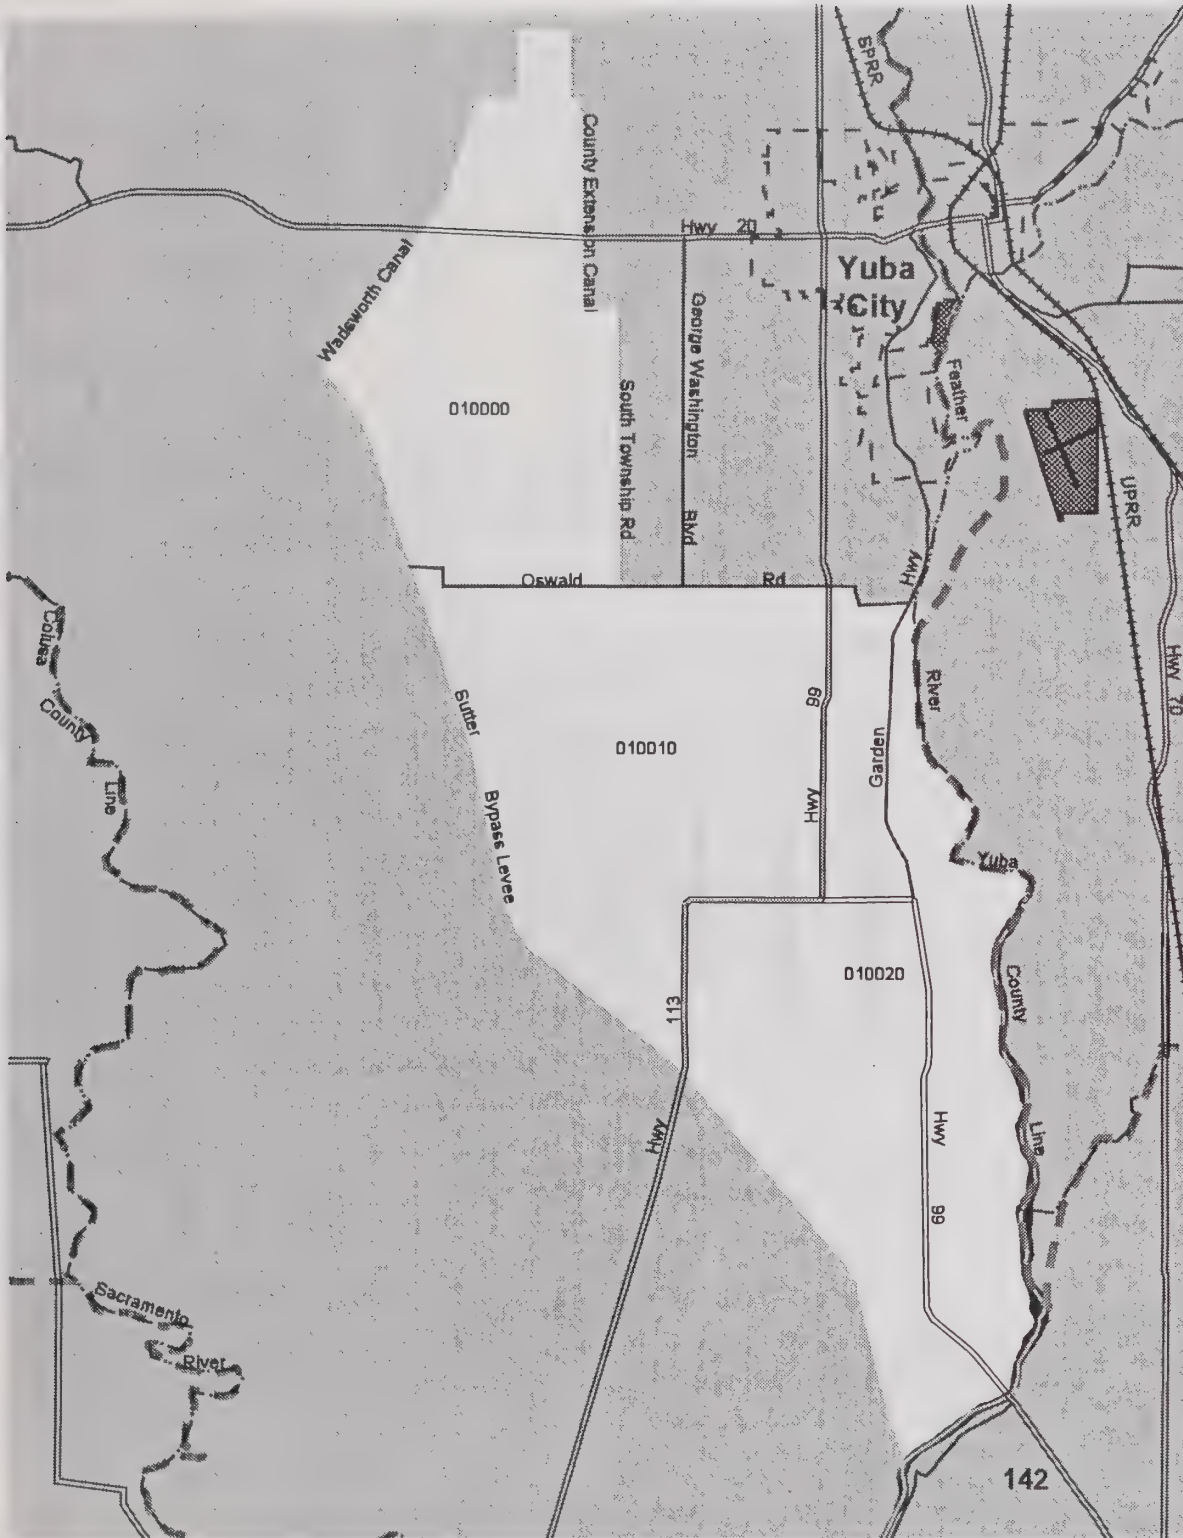 SPRR
County Extension Canal
Hwy 20
Wadsworth Canal
Yuba
City
George Washington
Blvd
Feather
South Township Rd
010000
UPRR
Hwy
Oswald Rd
Colusa
County
Line
River
Hwy 70
Sutter
Bypass Levee
99
Hwy
010010
Garden
Yuba
County
Line
010020
113
Hwy
Hwy
99
Sacramento
River
142